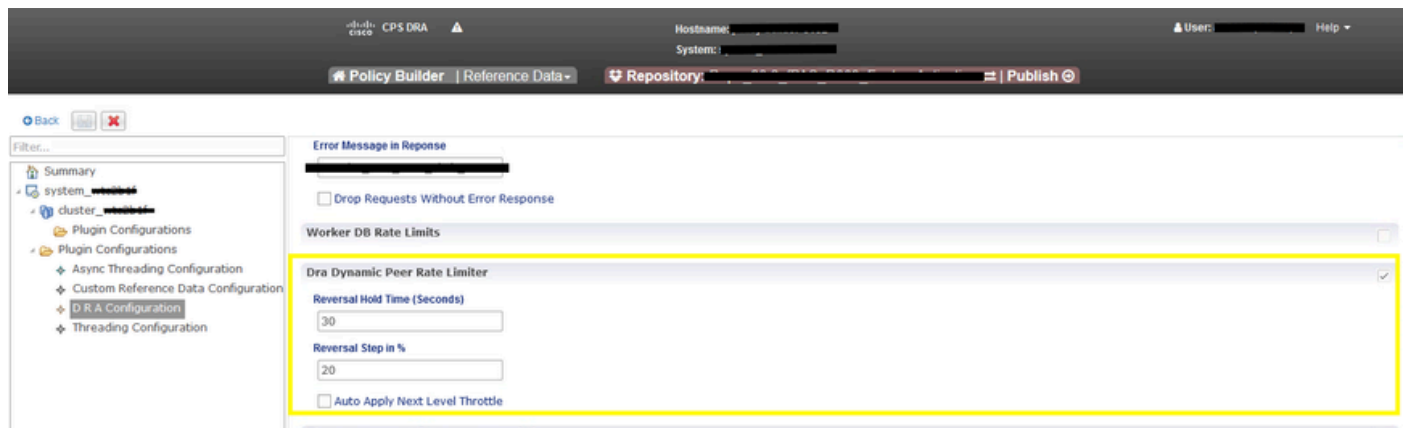 cisco CPS DRA Hostname: User: Help
System:
Policy Builder | Reference Data Repository: | Publish
Back
Filter...
Summary
system_
cluster_
Plugin Configurations
Plugin Configurations
Async Threading Configuration
Custom Reference Data Configuration
D R A Configuration
Threading Configuration
Error Message in Reponse
Drop Requests Without Error Response
Worker DB Rate Limits
Dra Dynamic Peer Rate Limiter
Reversal Hold Time (Seconds)
30
Reversal Step in %
20
Auto Apply Next Level Throttle